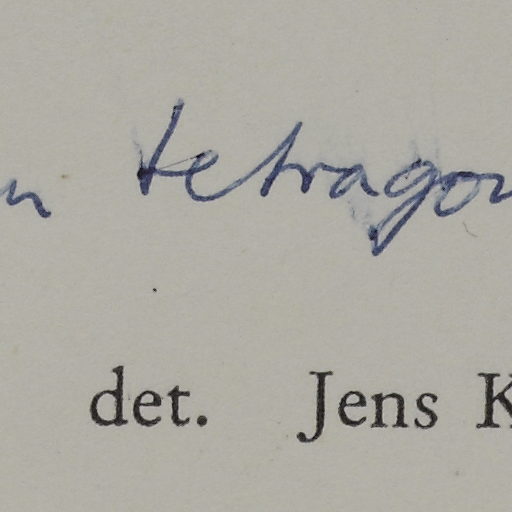 n tetragon
det. Jens K